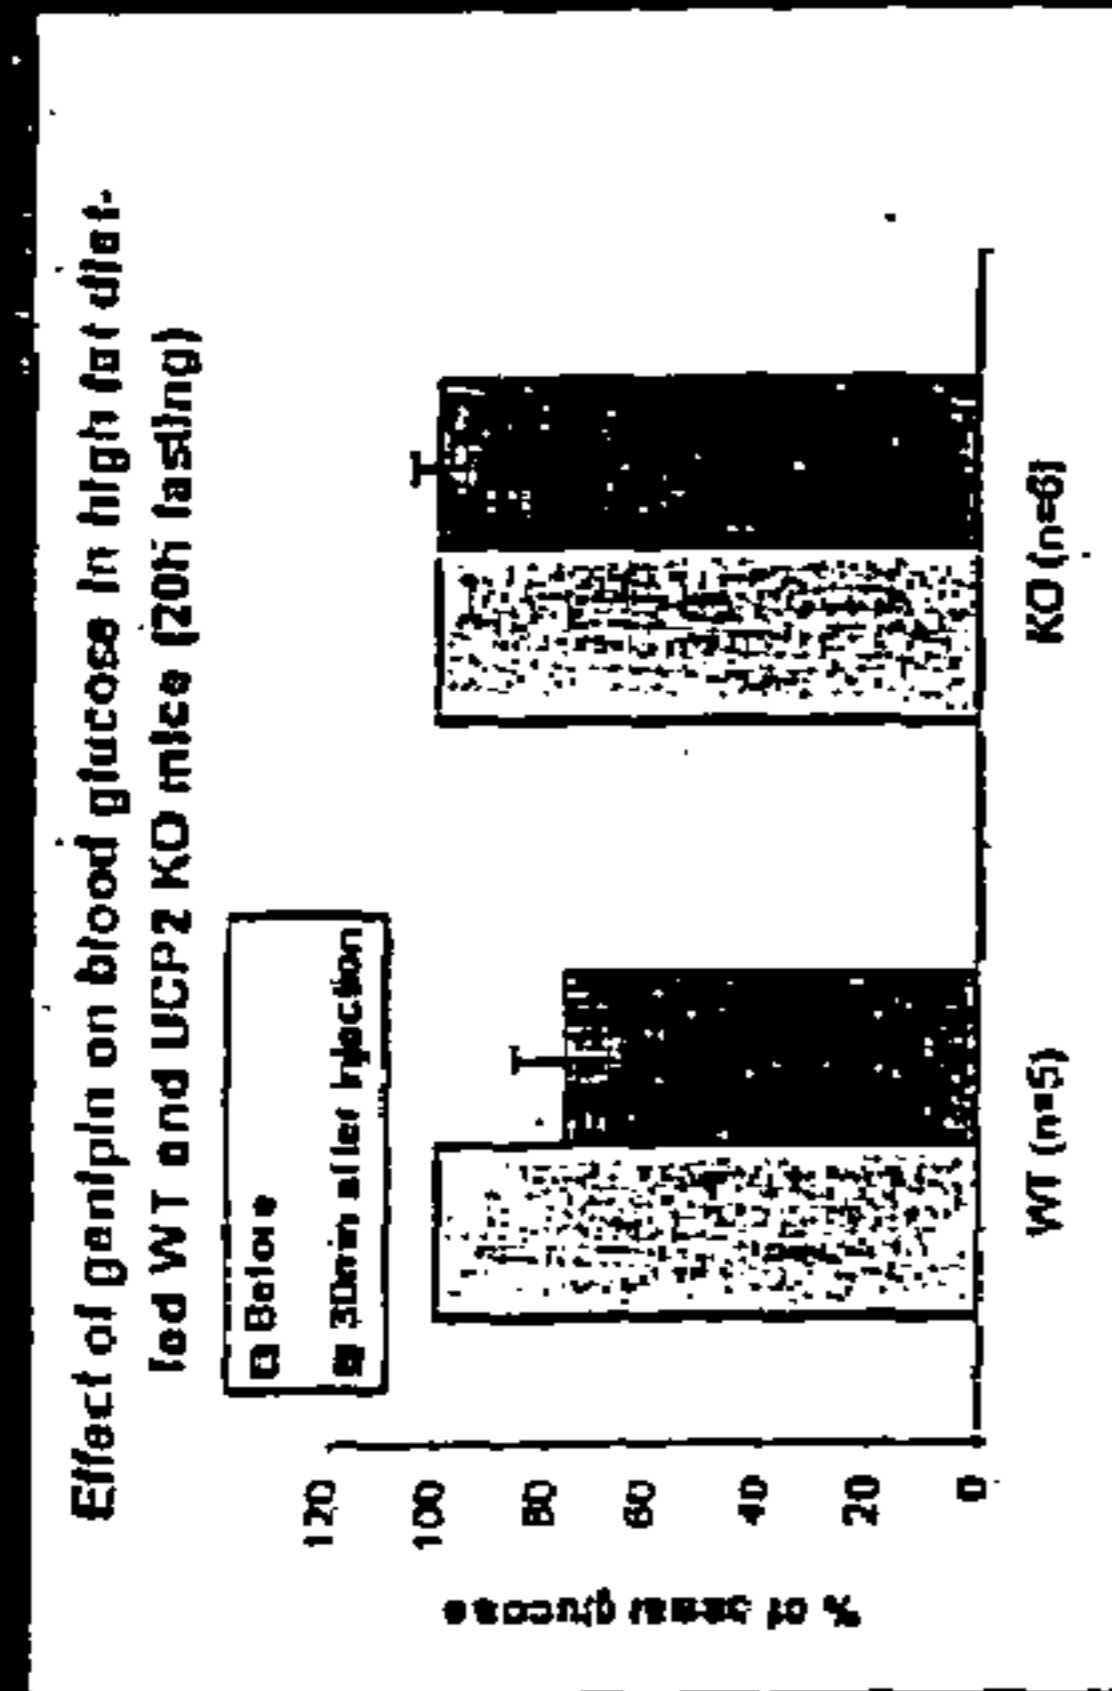 Effect of genipin on blood glucose in high fat diet-
fed WT and UCP2 KO mice (20h fasting)
Before
30min after injection
120
100
80
60
40
20
0
% of basal glucose
WT (n=5)
KO (n=6)